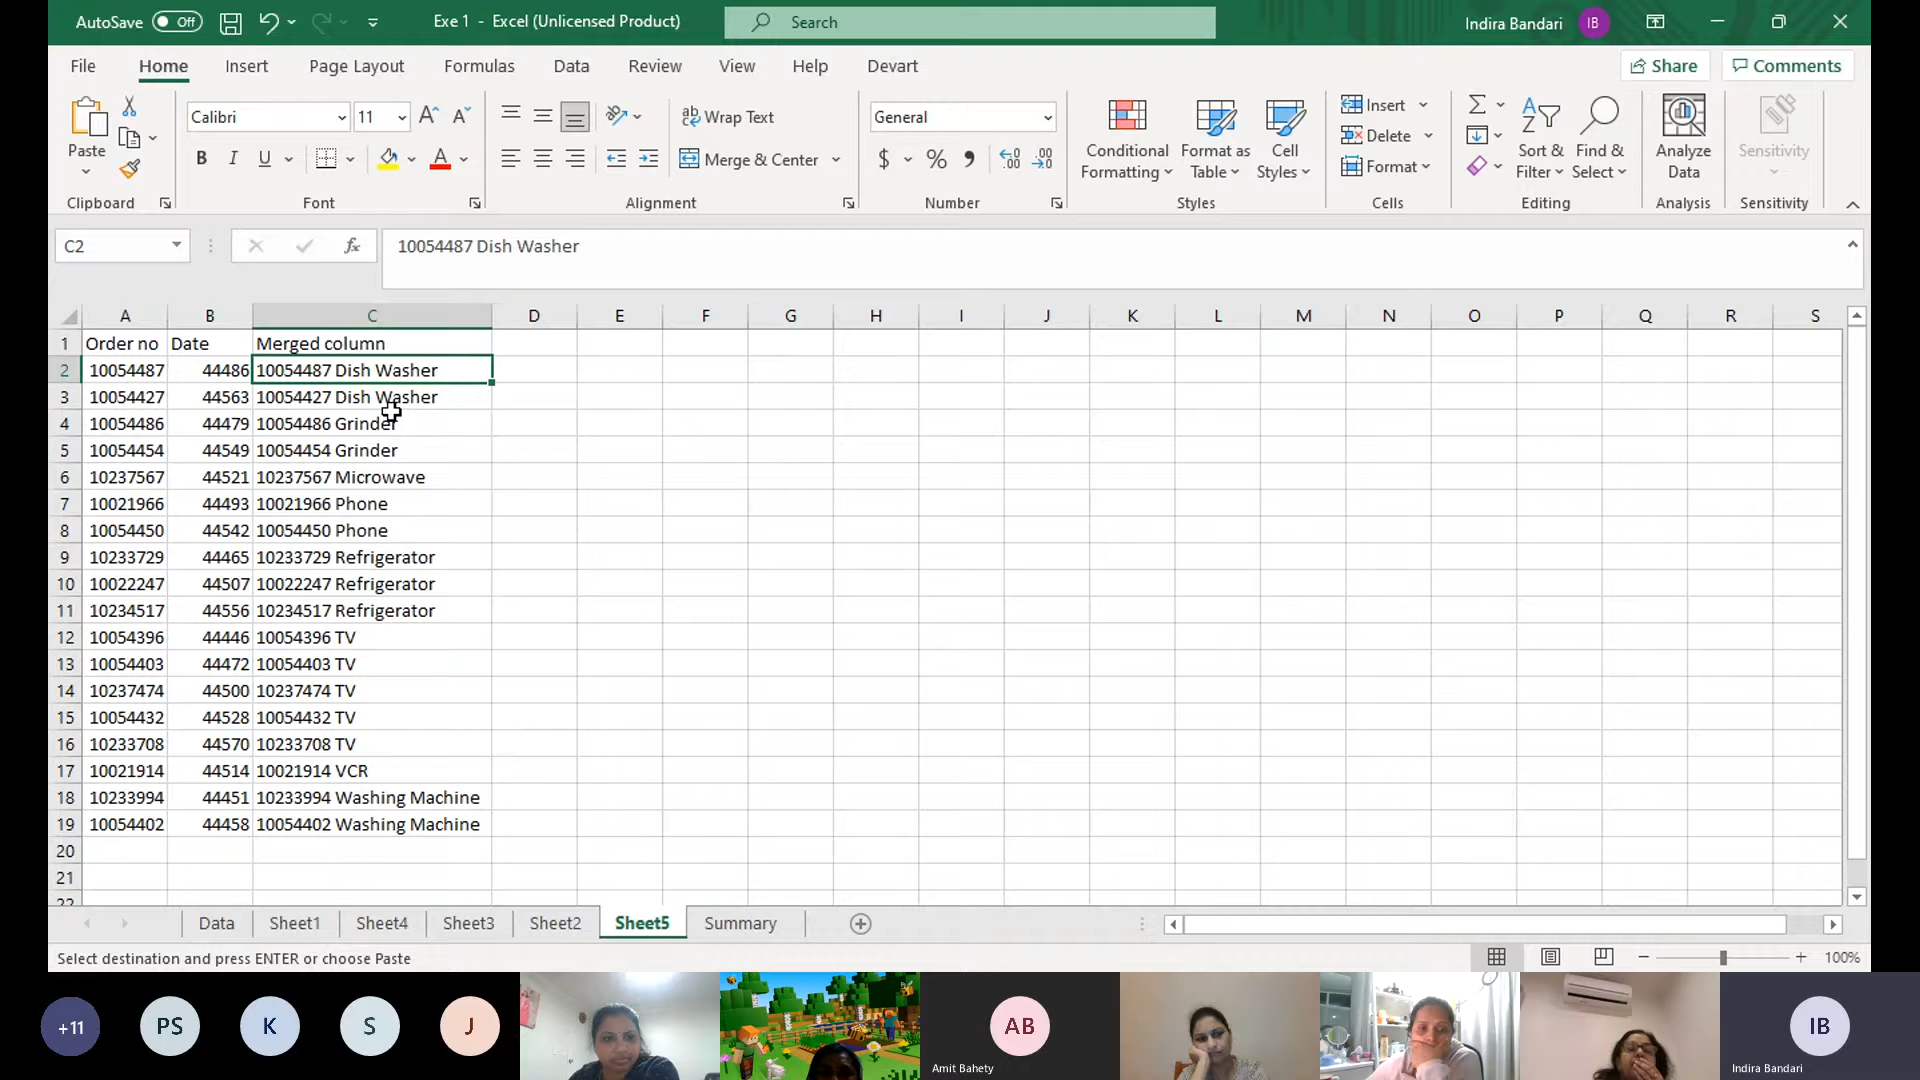 AutoSave Off Exe 1 - Excel (Unlicensed Product) Search Indira Bandari IB
File Home Insert Page Layout Formulas Data Review View Help Devart Share Comments
Paste Calibri 11 Wrap Text General Insert
B I U Merge & Center $ % Conditional Formatting Format as Table Cell Styles Delete Format Sort & Filter Find & Select Analyze Data Sensitivity
Clipboard Font Alignment Number Styles Cells Editing Analysis Sensitivity
C2 fx 10054487 Dish Washer
A B C D E F G H I J K L M N O P Q R S
1 Order no Date Merged column
2 10054487 44486 10054487 Dish Washer
3 10054427 44563 10054427 Dish Washer
4 10054486 44479 10054486 Grinder
5 10054454 44549 10054454 Grinder
6 10237567 44521 10237567 Microwave
7 10021966 44493 10021966 Phone
8 10054450 44542 10054450 Phone
9 10233729 44465 10233729 Refrigerator
10 10022247 44507 10022247 Refrigerator
11 10234517 44556 10234517 Refrigerator
12 10054396 44446 10054396 TV
13 10054403 44472 10054403 TV
14 10237474 44500 10237474 TV
15 10054432 44528 10054432 TV
16 10233708 44570 10233708 TV
17 10021914 44514 10021914 VCR
18 10233994 44451 10233994 Washing Machine
19 10054402 44458 10054402 Washing Machine
20
21
22
Data Sheet1 Sheet4 Sheet3 Sheet2 Sheet5 Summary
Select destination and press ENTER or choose Paste 100%
+11 PS K S J AB IB
Amit Bahety Indira Bandari